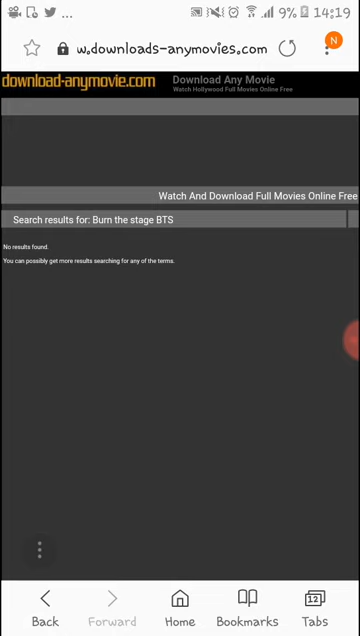 ... 9% 14:19
w.downloads-anymovies.com N
download-anymovie.com Download Any Movie
Watch Hollywood Full Movies Online Free
Watch And Download Full Movies Online Free
Search results for: Burn the stage BTS
No results found.
You can possibly get more results searching for any of the terms.
12
Back Forward Home Bookmarks Tabs